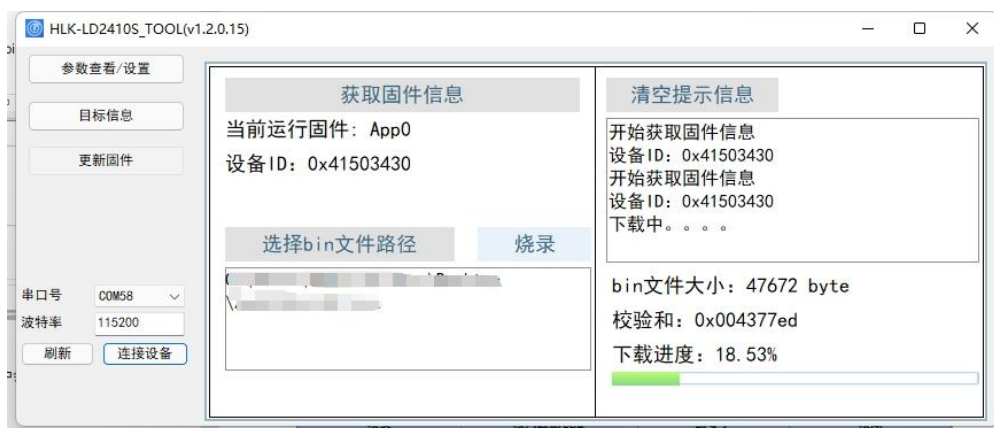 HLK-LD2410S_TOOL(v1.2.0.15)
参数查看/设置
目标信息
更新固件
串口号 COM58
波特率 115200
刷新 连接设备
获取固件信息
当前运行固件: App0
设备ID: 0x41503430
选择bin文件路径 烧录
清空提示信息
开始获取固件信息
设备ID: 0x41503430
开始获取固件信息
设备ID: 0x41503430
下载中。。。。
bin文件大小: 47672 byte
校验和: 0x004377ed
下载进度: 18.53%